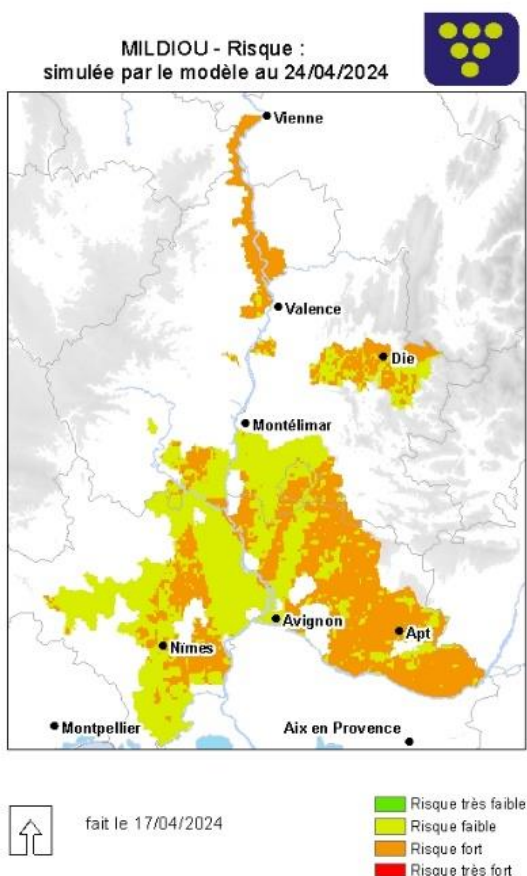 MILDIOU - Risque :
simulée par le modèle au 24/04/2024
Vienne
Valence
Die
Montélimar
Avignon
Apt
Nîmes
Montpellier
Aix en Provence
fait le 17/04/2024
Risque très faible
Risque faible
Risque fort
Risque très fort